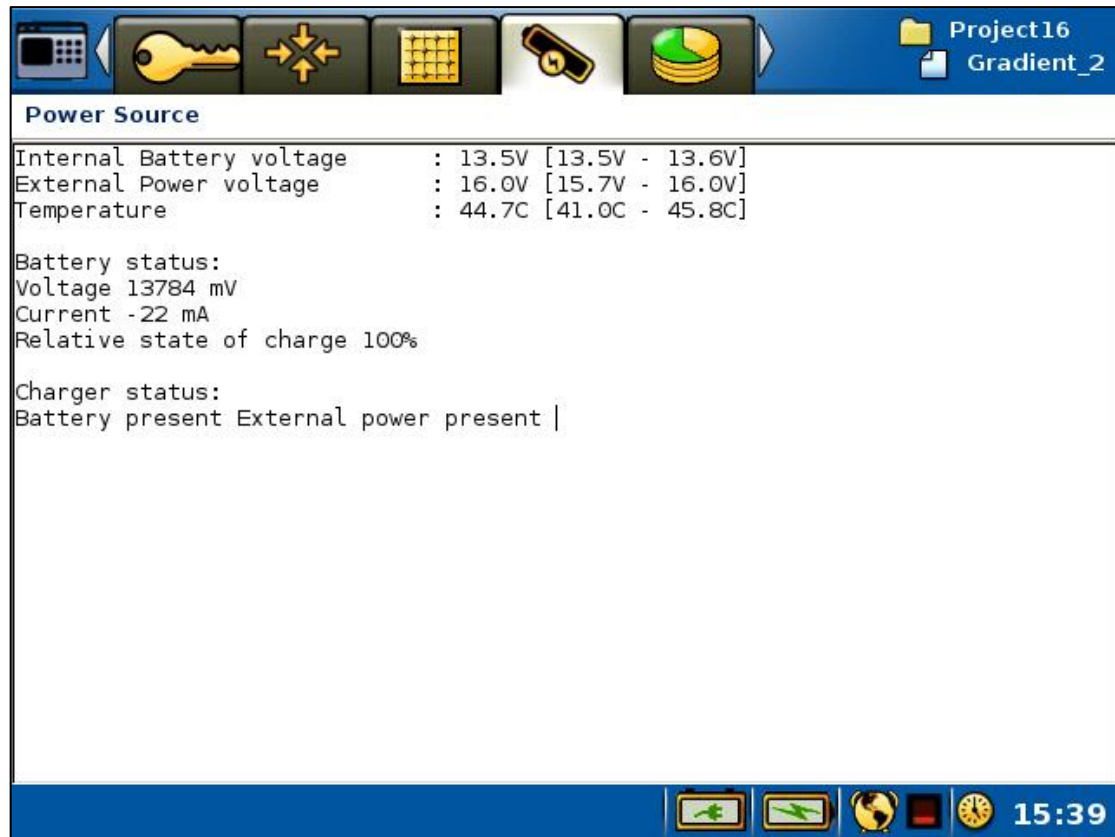 Project16
Gradient_2
Power Source
Internal Battery voltage : 13.5V [13.5V - 13.6V]
External Power voltage : 16.0V [15.7V - 16.0V]
Temperature : 44.7C [41.0C - 45.8C]
Battery status:
Voltage 13784 mV
Current -22 mA
Relative state of charge 100%
Charger status:
Battery present External power present
15:39